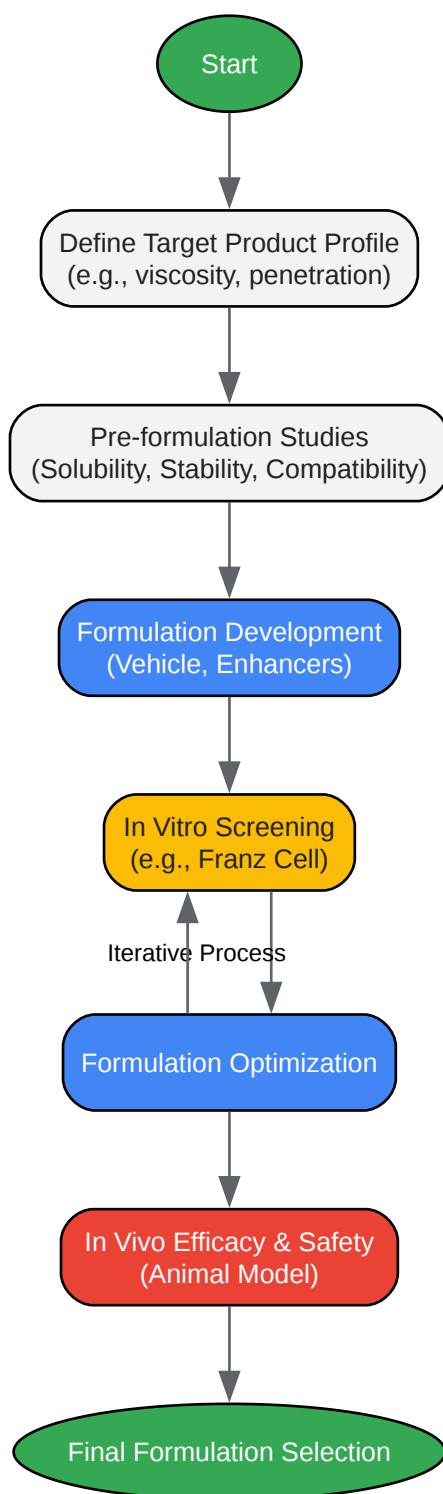 Start
Define Target Product Profile
(e.g., viscosity, penetration)
Pre-formulation Studies
(Solubility, Stability, Compatibility)
Formulation Development
(Vehicle, Enhancers)
In Vitro Screening
(e.g., Franz Cell)
Iterative Process
Formulation Optimization
In Vivo Efficacy & Safety
(Animal Model)
Final Formulation Selection